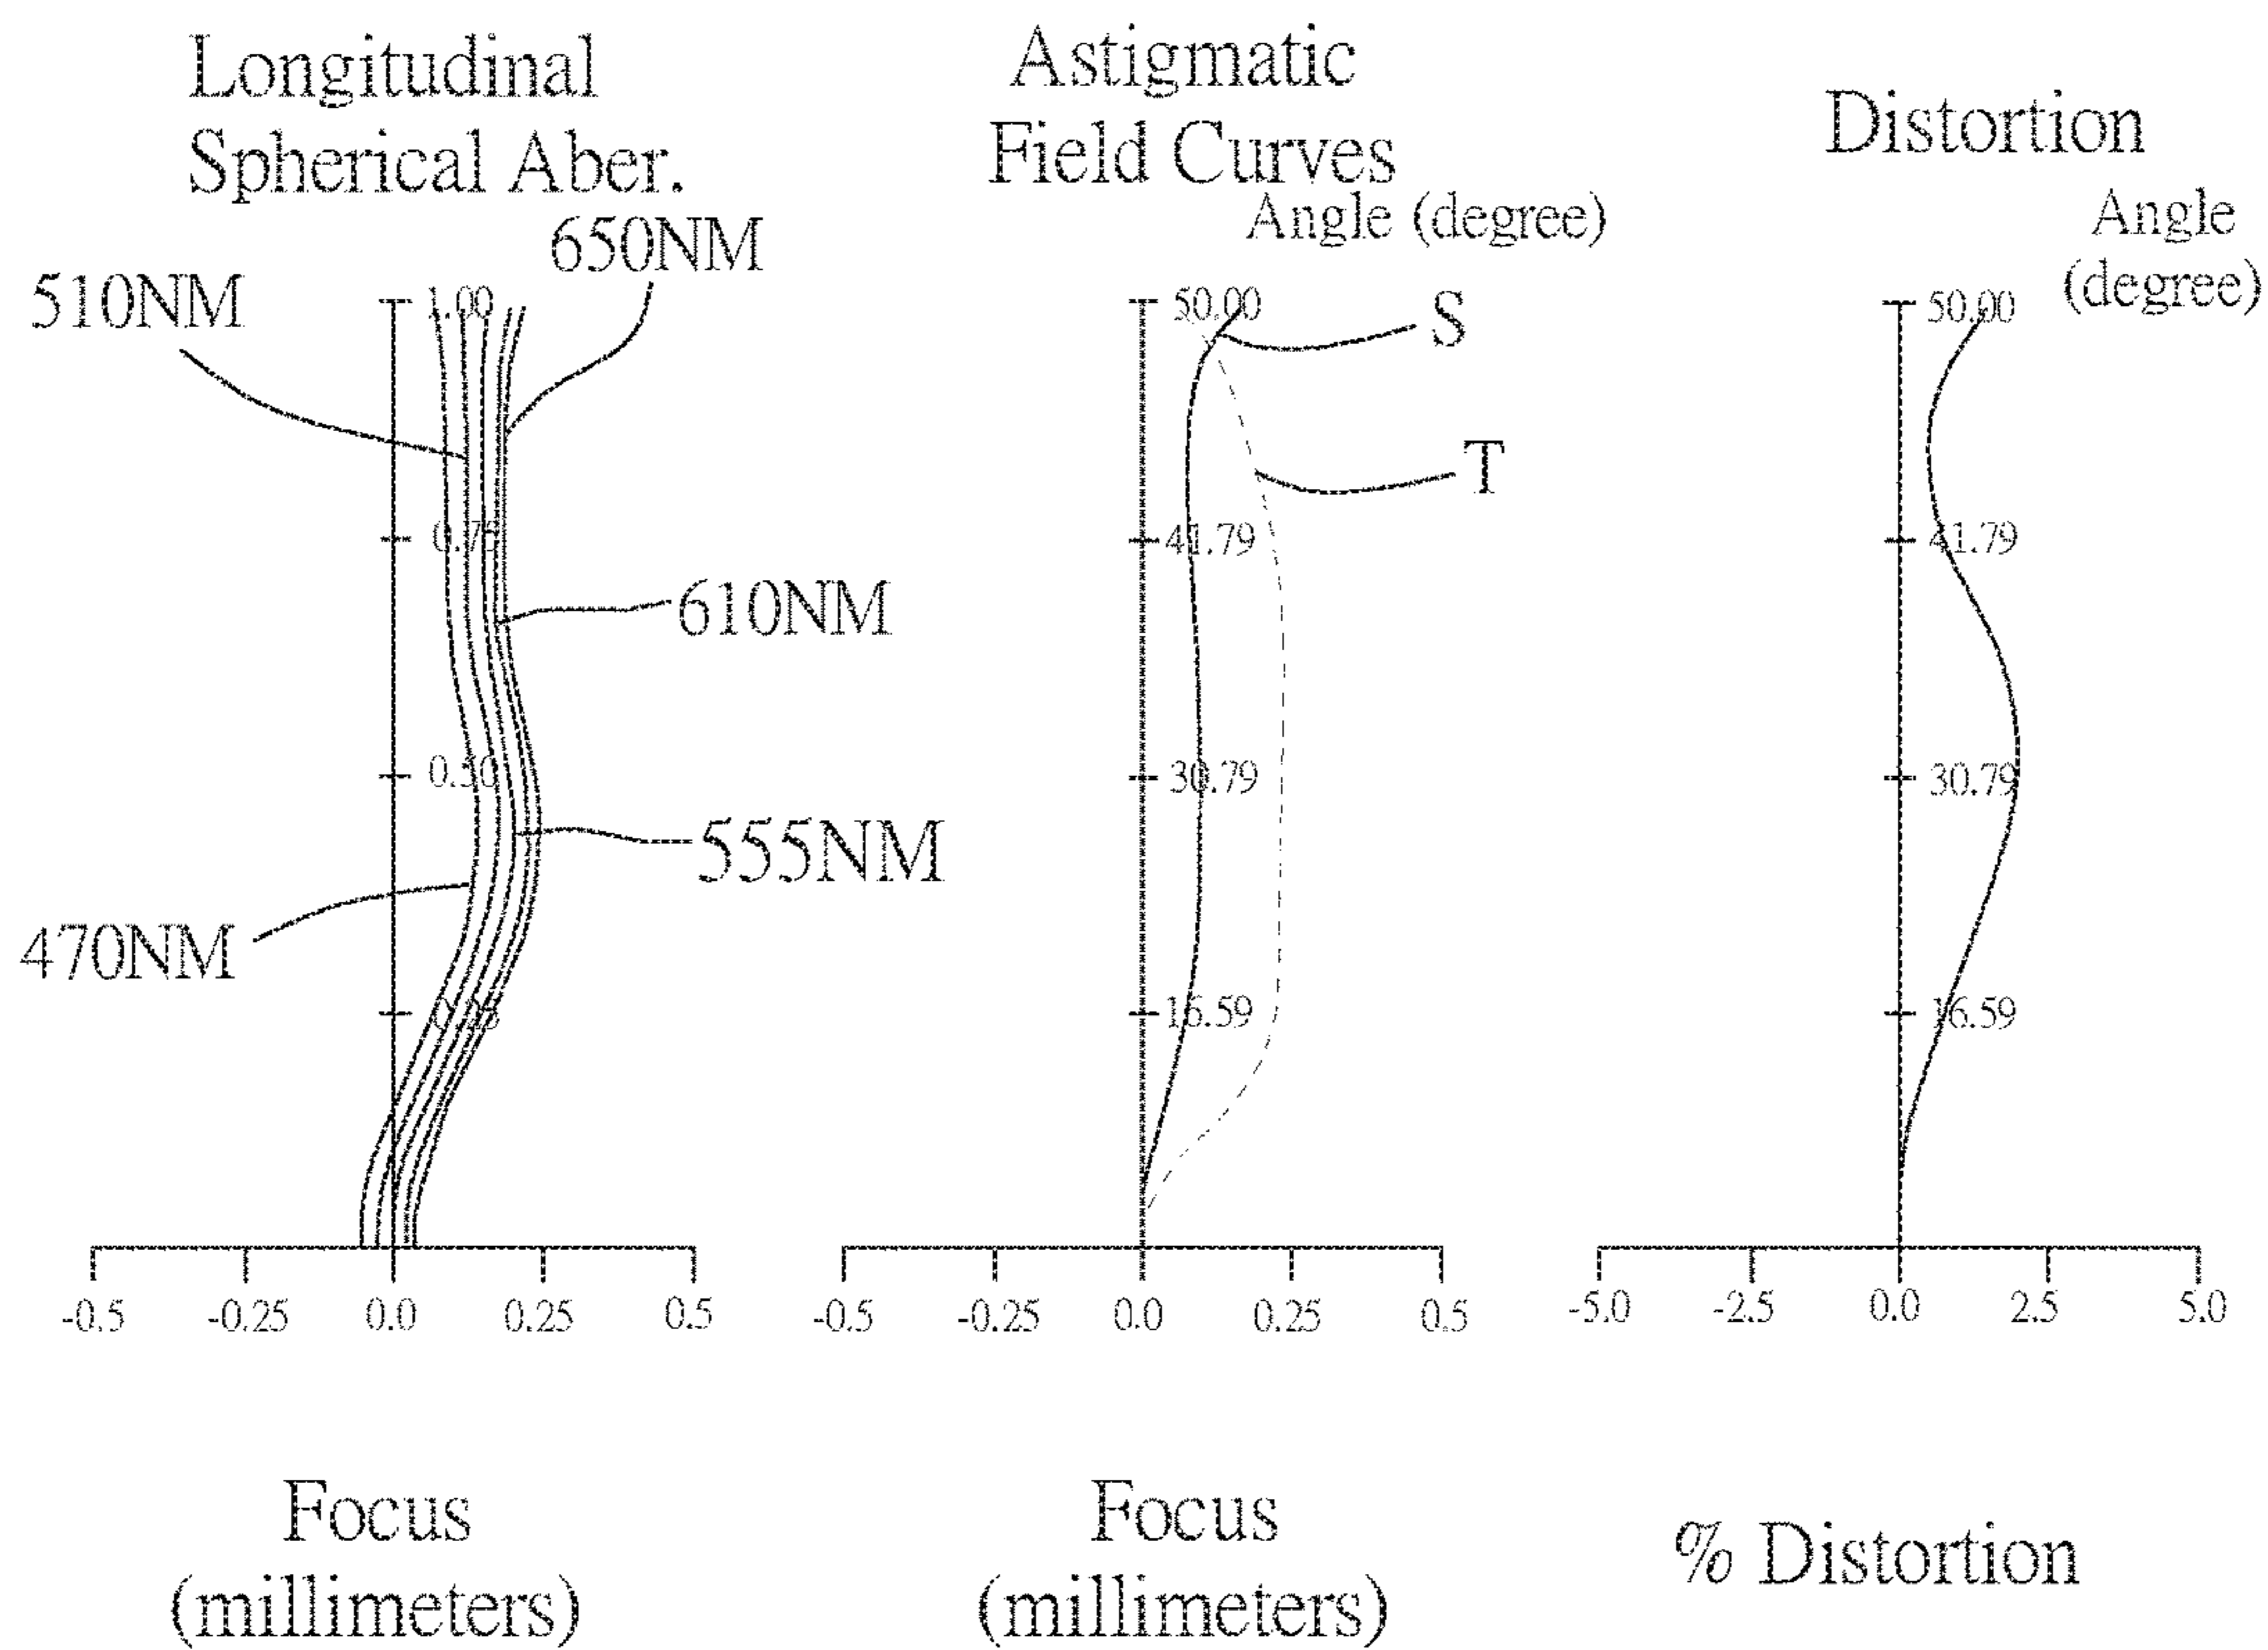 Longitudinal
Spherical Aber.
650NM
510NM
1.00
0.75
610NM
0.50
555NM
470NM
0.25
-0.5 -0.25 0.0 0.25 0.5
Focus
(millimeters)
Astigmatic
Field Curves
Angle (degree)
50.00
S
T
41.79
30.79
16.59
-0.5 -0.25 0.0 0.25 0.5
Focus
(millimeters)
Distortion
Angle
(degree)
50.00
41.79
30.79
16.59
-5.0 -2.5 0.0 2.5 5.0
% Distortion